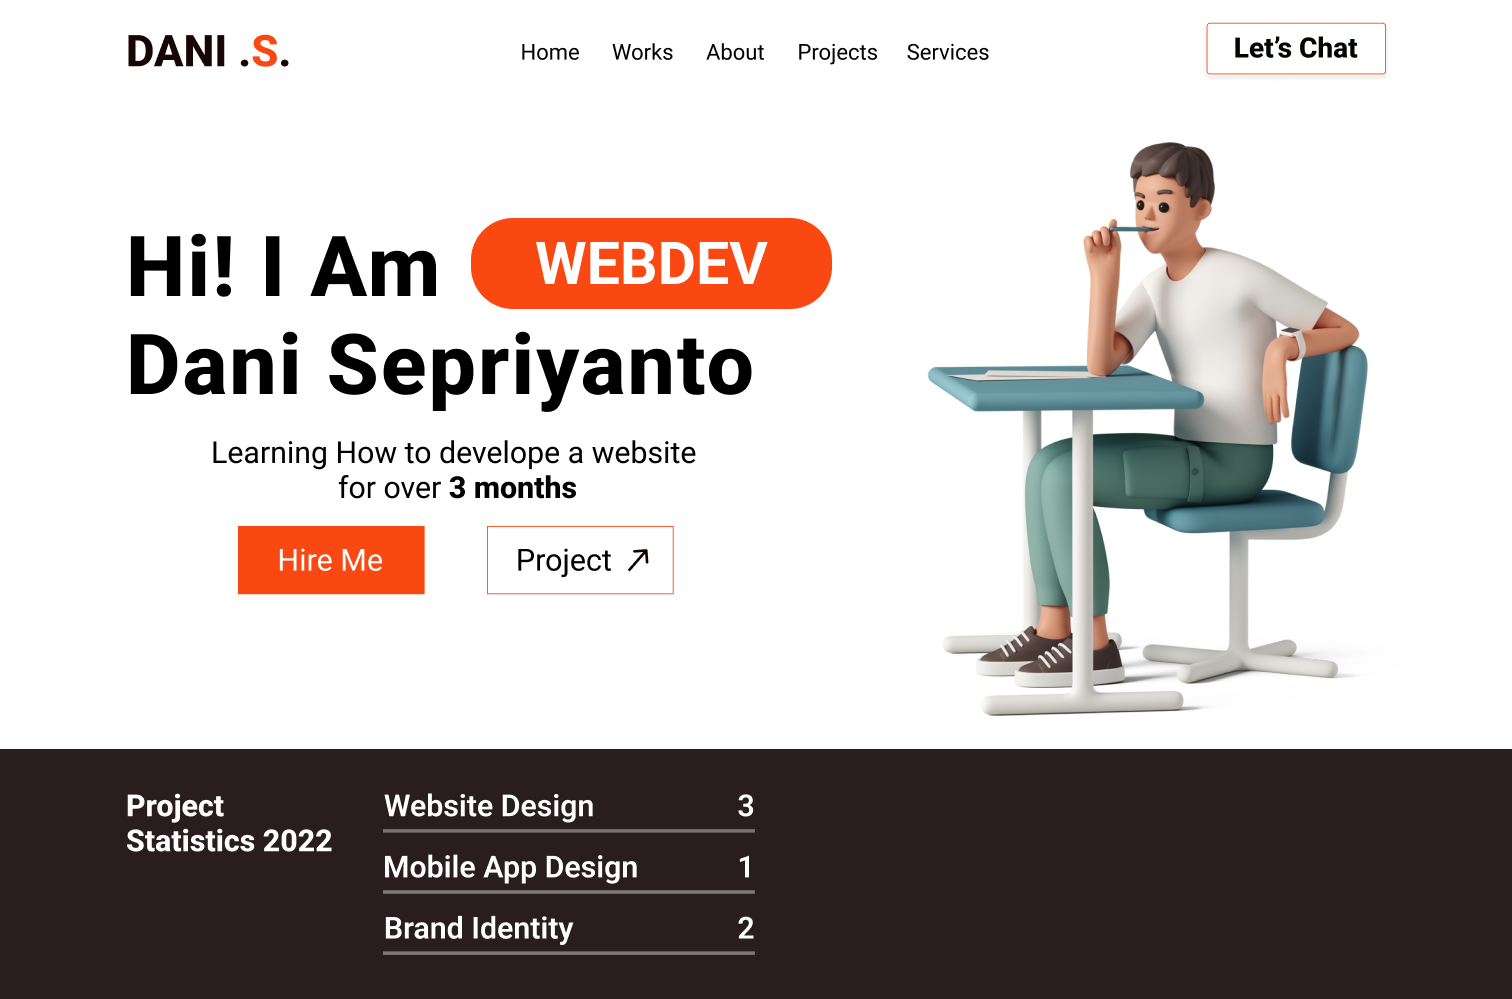 DANI .S.
Home Works About Projects Services
Let’s Chat
Hi! I Am WEBDEV
Dani Sepriyanto
Learning How to develope a website
for over 3 months
Hire Me
Project
Project
Statistics 2022
Website Design 3
Mobile App Design 1
Brand Identity 2